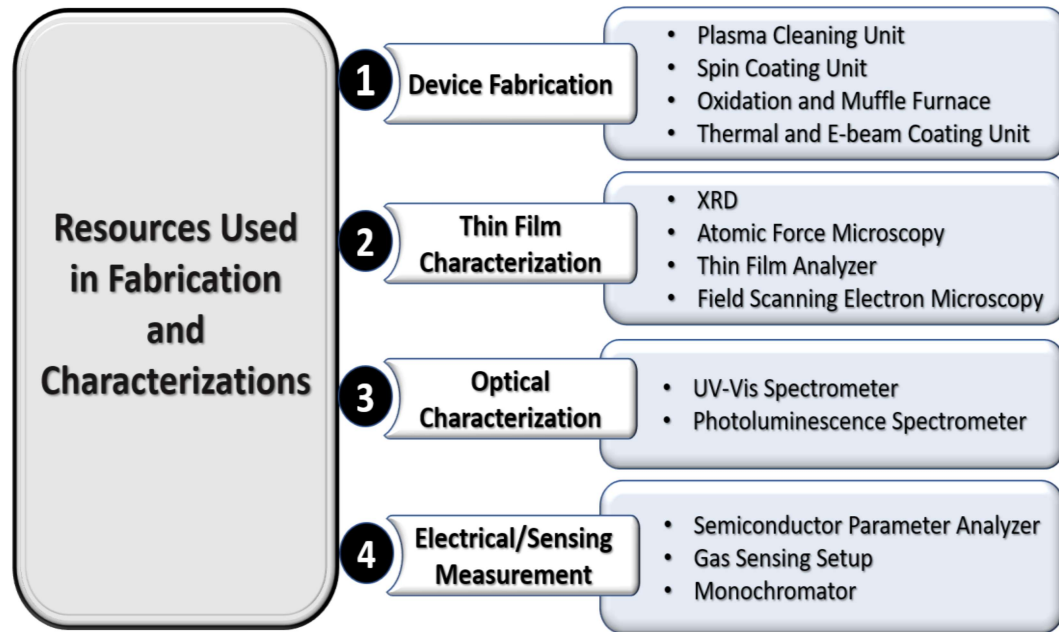 Resources Used
in Fabrication
and
Characterizations
1
Device Fabrication
• Plasma Cleaning Unit
• Spin Coating Unit
• Oxidation and Muffle Furnace
• Thermal and E-beam Coating Unit
2
Thin Film
Characterization
• XRD
• Atomic Force Microscopy
• Thin Film Analyzer
• Field Scanning Electron Microscopy
3
Optical
Characterization
• UV-Vis Spectrometer
• Photoluminescence Spectrometer
4
Electrical/Sensing
Measurement
• Semiconductor Parameter Analyzer
• Gas Sensing Setup
• Monochromator